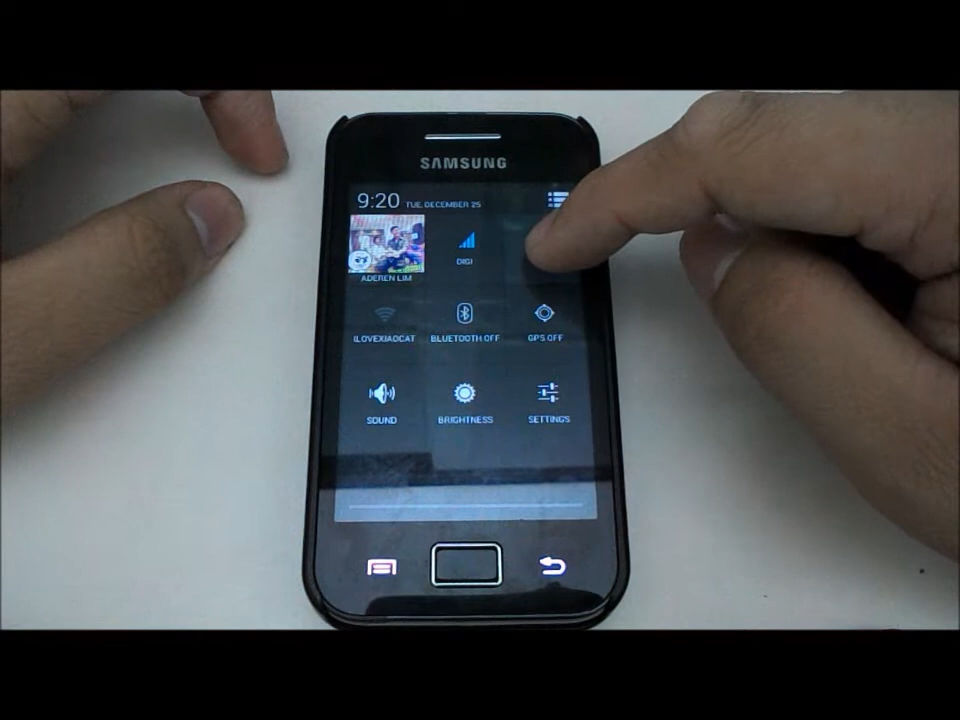 SAMSUNG
9:20 TUE, DECEMBER 25
ADEREN LIM
DIGI
ILOVEXIAOCAT
BLUETOOTH OFF
GPS OFF
SOUND
BRIGHTNESS
SETTINGS